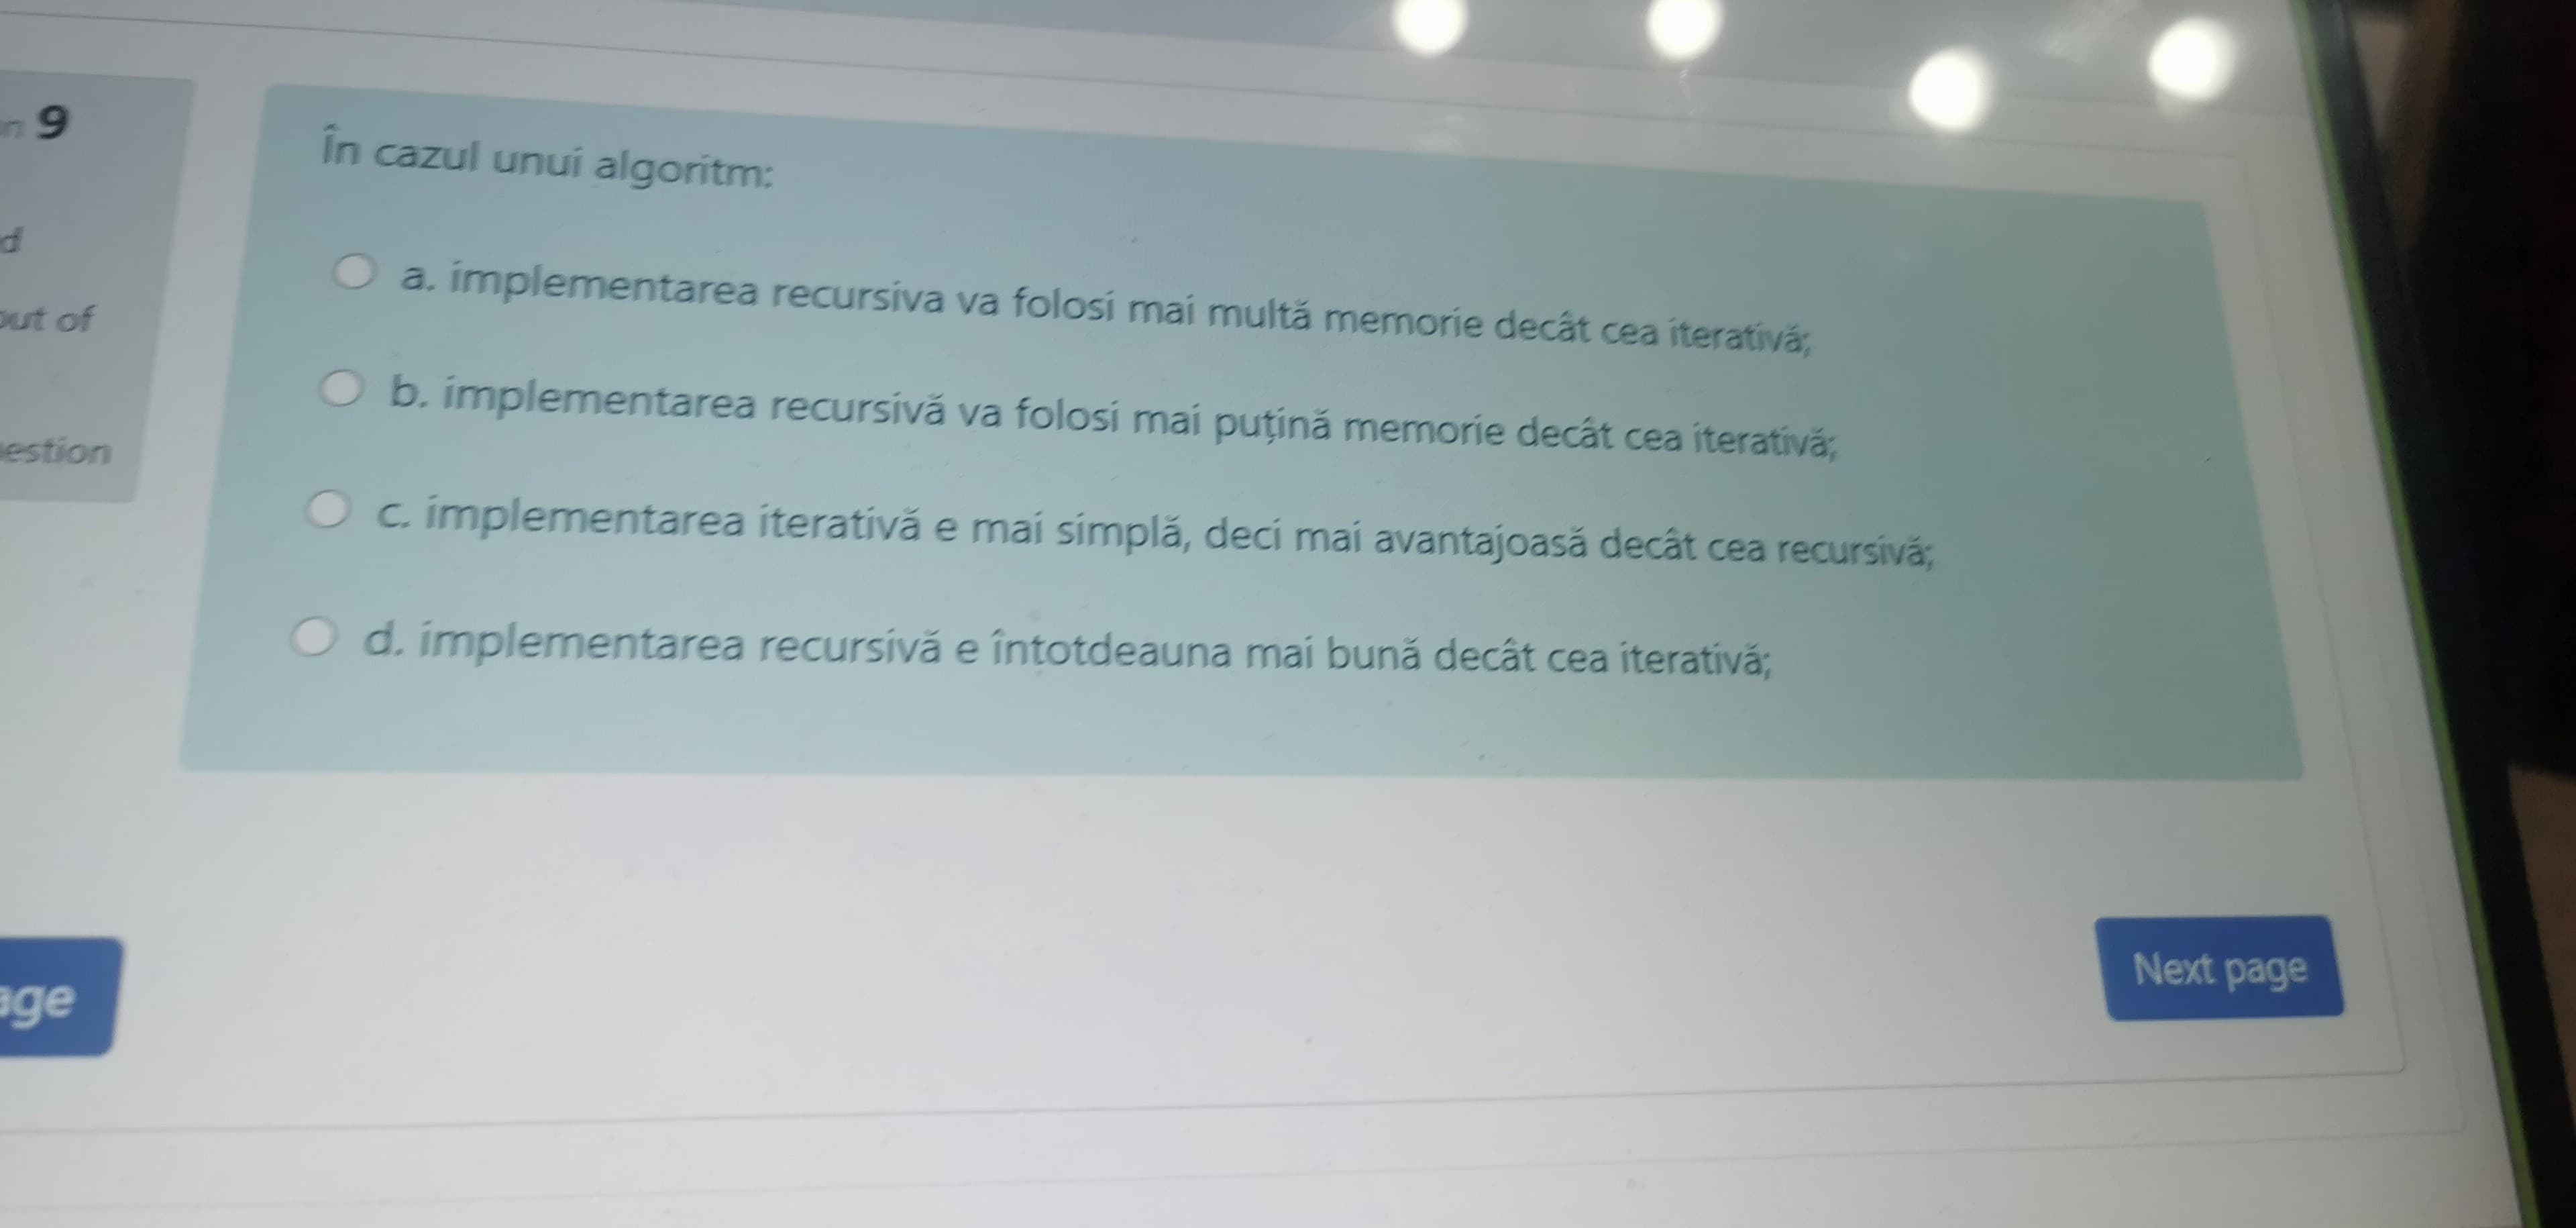 9
În cazul unui algoritm:
d
a. implementarea recursiva va folosi mai multă memorie decât cea iterativă;
out of
b. implementarea recursivă va folosi mai puțină memorie decât cea iterativă;
estion
c. implementarea iterativă e mai simplă, deci mai avantajoasă decât cea recursivă;
d. implementarea recursivă e întotdeauna mai bună decât cea iterativă;
age
Next page